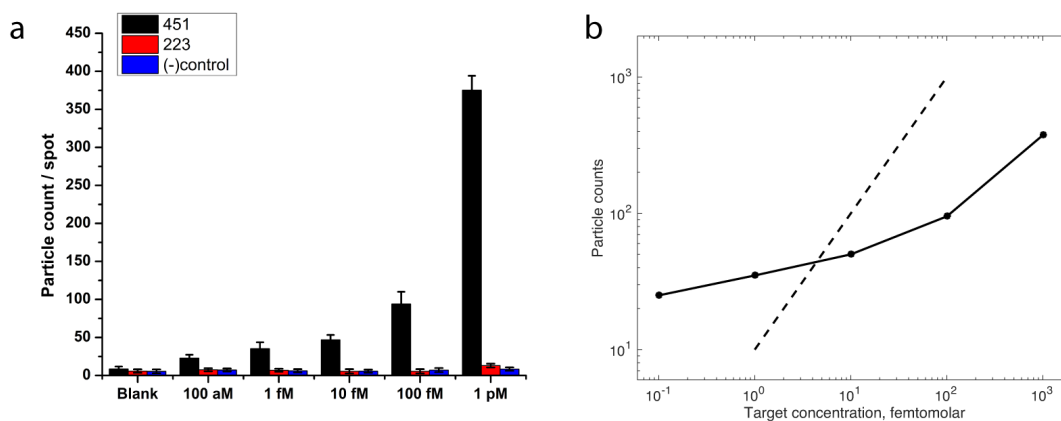 a
451
223
(-)control
450
400
350
300
250
200
150
100
50
0
Particle count / spot
Blank 100 aM 1 fM 10 fM 100 fM 1 pM
b
10³
10²
10¹
Particle counts
10⁻¹ 10⁰ 10¹ 10² 10³
Target concentration, femtomolar